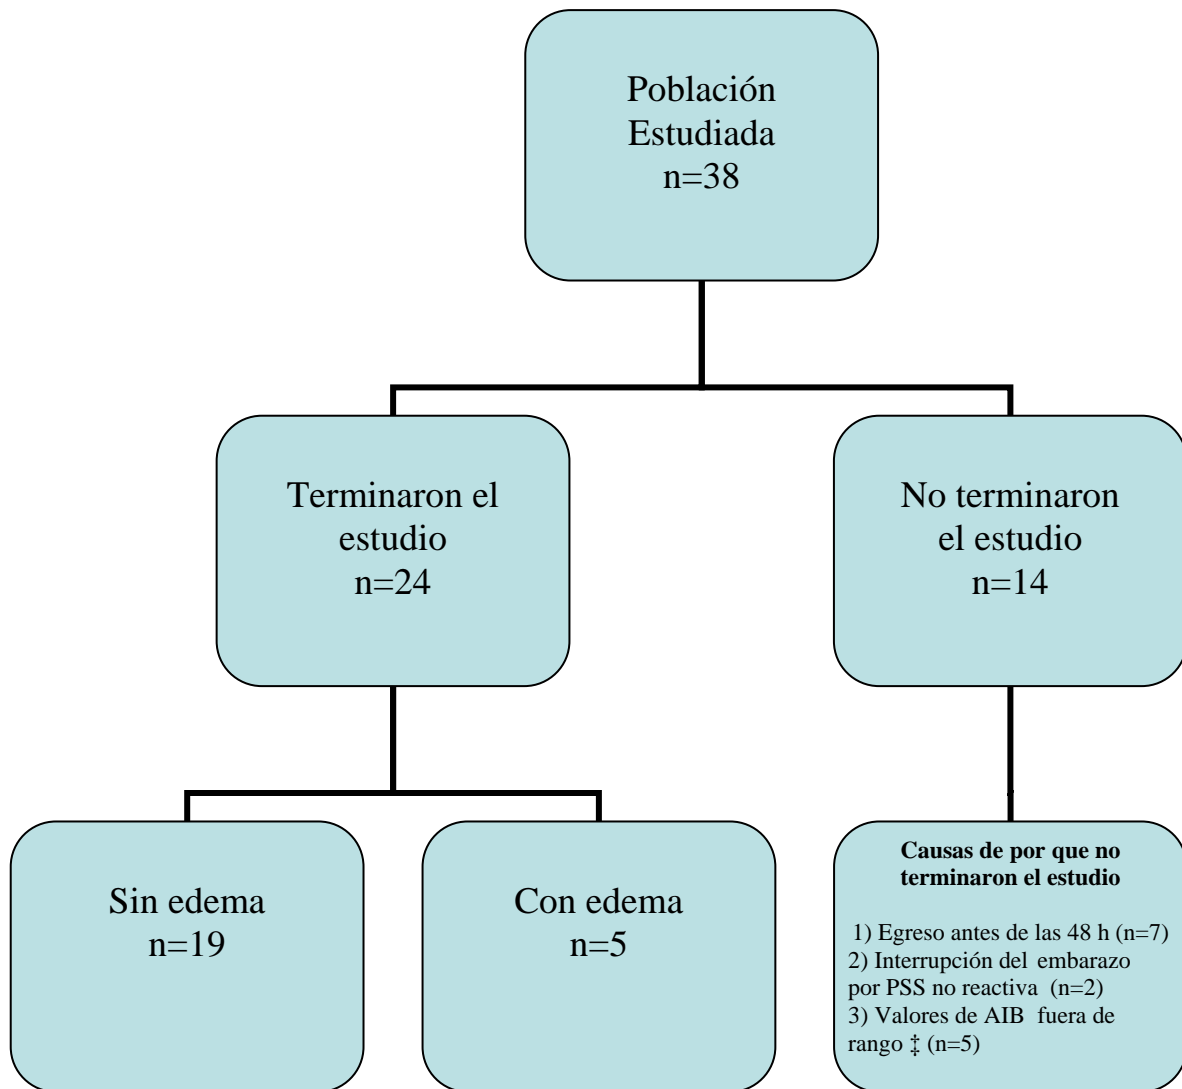 Población
Estudiada
n=38
Terminaron el
estudio
n=24
No terminaron
el estudio
n=14
Sin edema
n=19
Con edema
n=5
Causas de por que no
terminaron el estudio
1) Egreso antes de las 48 h (n=7)
2) Interrupción del embarazo
por PSS no reactiva (n=2)
3) Valores de AIB fuera de
rango ‡ (n=5)